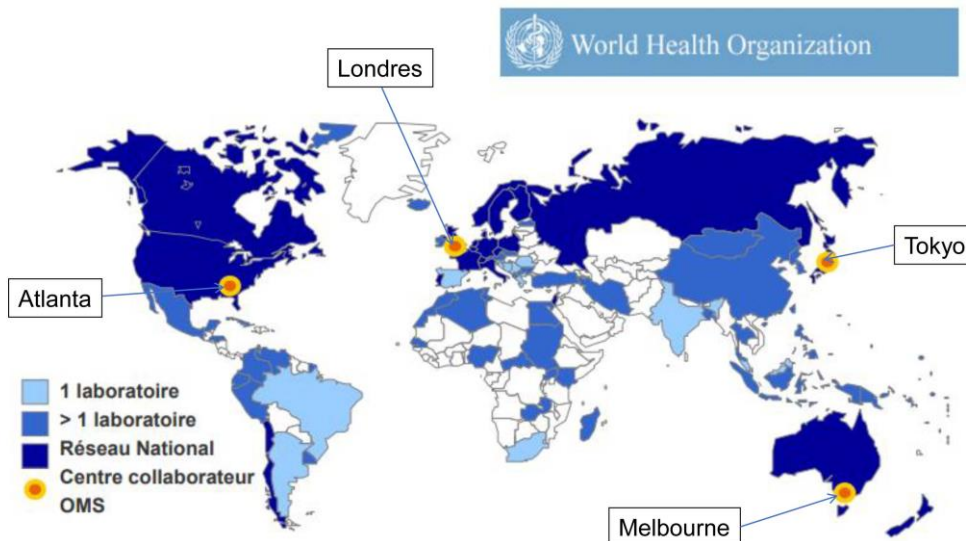 World Health Organization
Londres
Tokyo
Atlanta
1 laboratoire
> 1 laboratoire
Réseau National
Centre collaborateur
OMS
Melbourne